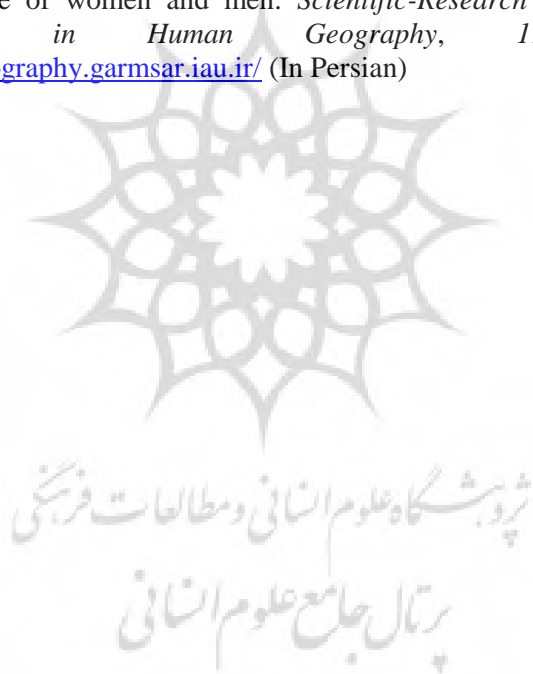 e of women and men. Scientific-Research
in Human Geography, 1
ography.garmsar.iau.ir/ (In Persian)
پژوهشگاه علوم انسانی و مطالعات فرهنگی
پرتال جامع علوم انسانی